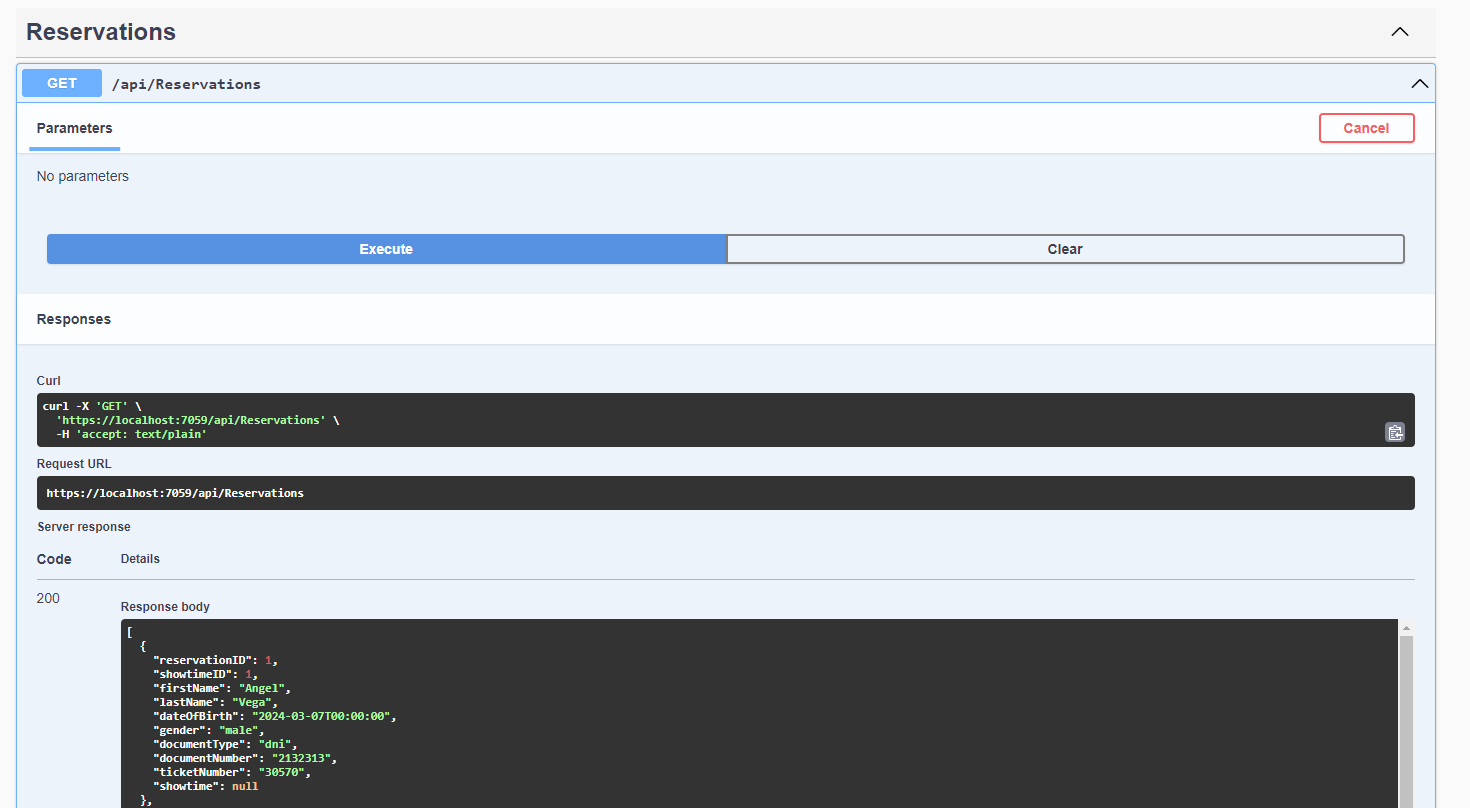 Reservations
GET /api/Reservations
Parameters Cancel
No parameters
Execute Clear
Responses
Curl
curl -X 'GET' \
  'https://localhost:7059/api/Reservations' \
  -H 'accept: text/plain'
Request URL
https://localhost:7059/api/Reservations
Server response
Code Details
200
Response body
[
  {
    "reservationID": 1,
    "showtimeID": 1,
    "firstName": "Angel",
    "lastName": "Vega",
    "dateOfBirth": "2024-03-07T00:00:00",
    "gender": "male",
    "documentType": "dni",
    "documentNumber": "2132313",
    "ticketNumber": "30570",
    "showtime": null
  },